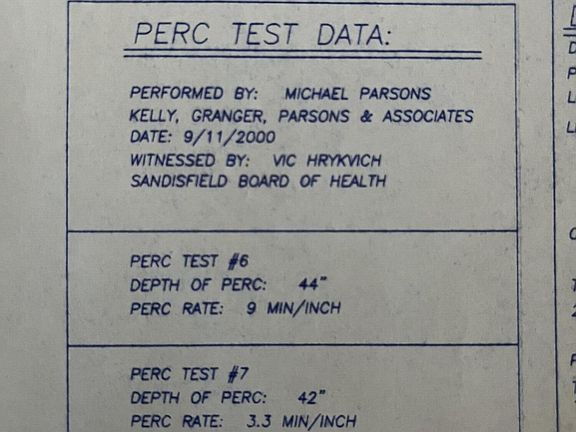 PERC TEST DATA:
PERFORMED BY: MICHAEL PARSONS
KELLY, GRANGER, PARSONS & ASSOCIATES
DATE: 9/11/2000
WITNESSED BY: VIC HRYKVICH
SANDISFIELD BOARD OF HEALTH
PERC TEST #6
DEPTH OF PERC: 44"
PERC RATE: 9 MIN/INCH
PERC TEST #7
DEPTH OF PERC: 42"
PERC RATE: 3.3 MIN/INCH